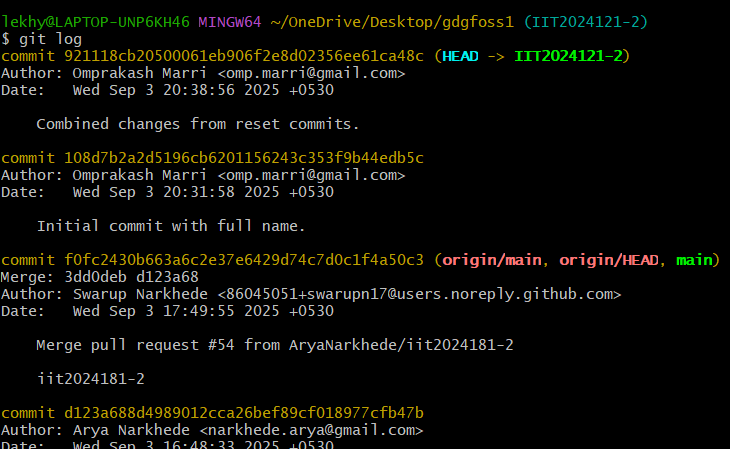 lekhy@LAPTOP-UNP6KH46 MINGW64 ~/OneDrive/Desktop/gdgfoss1 (IIT2024121-2)
$ git log
commit 921118cb20500061eb906f2e8d02356ee61ca48c (HEAD -> IIT2024121-2)
Author: Omprakash Marri <omp.marri@gmail.com>
Date:   Wed Sep 3 20:38:56 2025 +0530
    Combined changes from reset commits.
commit 108d7b2a2d5196cb6201156243c353f9b44edb5c
Author: Omprakash Marri <omp.marri@gmail.com>
Date:   Wed Sep 3 20:31:58 2025 +0530
    Initial commit with full name.
commit f0fc2430b663a6c2e37e6429d74c7d0c1f4a50c3 (origin/main, origin/HEAD, main)
Merge: 3dd0deb d123a68
Author: Swarup Narkhede <86045051+swarupn17@users.noreply.github.com>
Date:   Wed Sep 3 17:49:55 2025 +0530
    Merge pull request #54 from AryaNarkhede/iit2024181-2
    iit2024181-2
commit d123a688d4989012cca26bef89cf018977cfb47b
Author: Arya Narkhede <narkhede.arya@gmail.com>
Date:   Wed Sep 3 16:48:33 2025 +0530